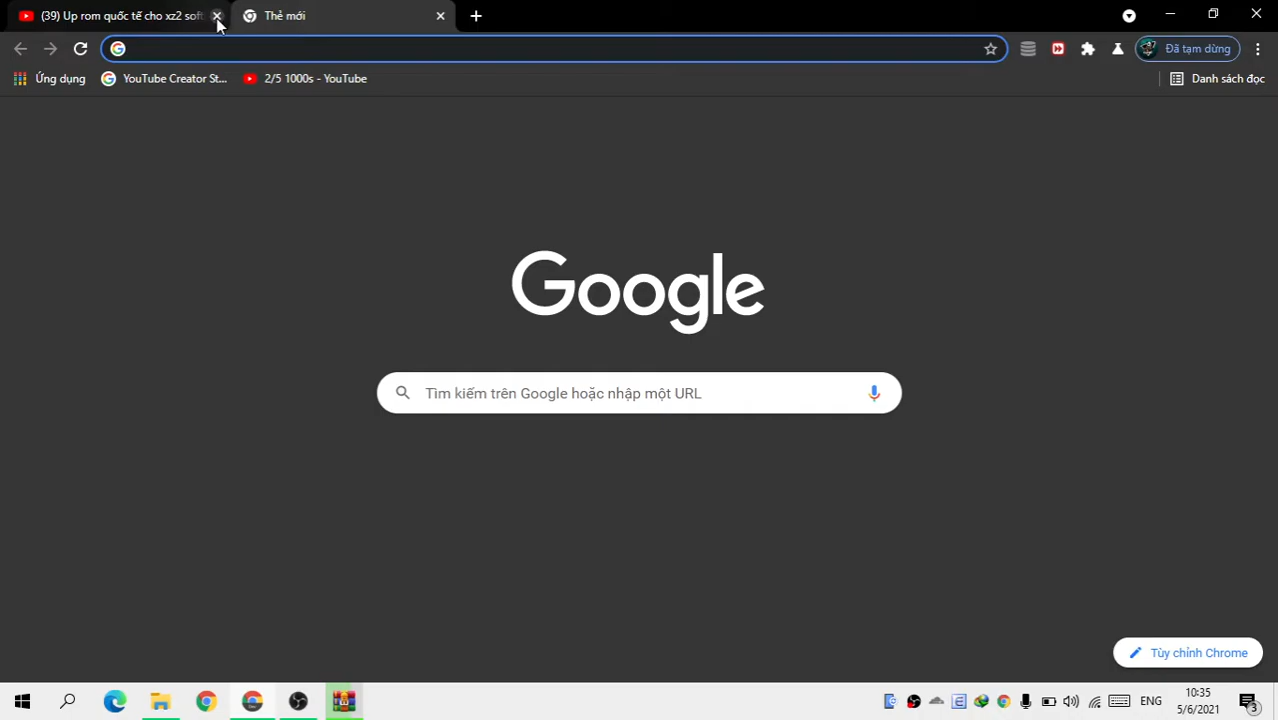 (39) Up rom quốc tế cho xz2 soft
Thẻ mới
Đã tạm dừng
Ứng dụng
YouTube Creator St...
2/5 1000s - YouTube
Danh sách đọc
Google
Tìm kiếm trên Google hoặc nhập một URL
Tùy chỉnh Chrome
ENG
10:35
5/6/2021
3